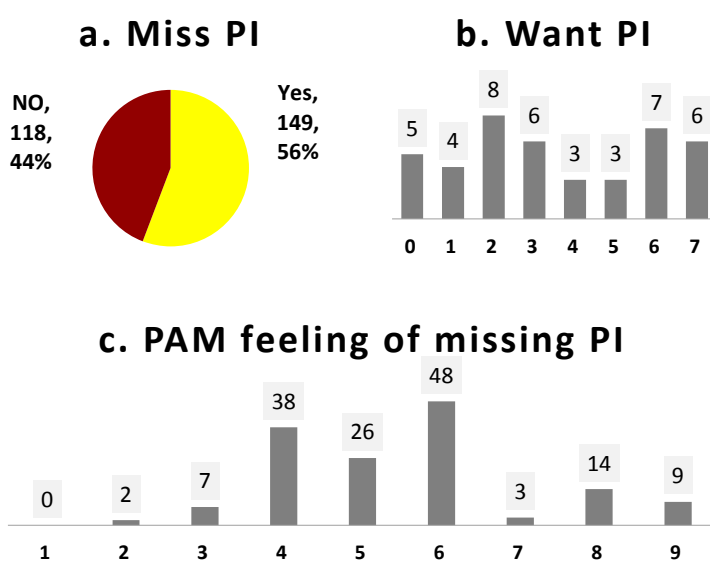 a. Miss PI
NO,
118,
44%
Yes,
149,
56%
b. Want PI
5 4 8 6 3 3 7 6
0 1 2 3 4 5 6 7
c. PAM feeling of missing PI
0 2 7 38 26 48 3 14 9
1 2 3 4 5 6 7 8 9